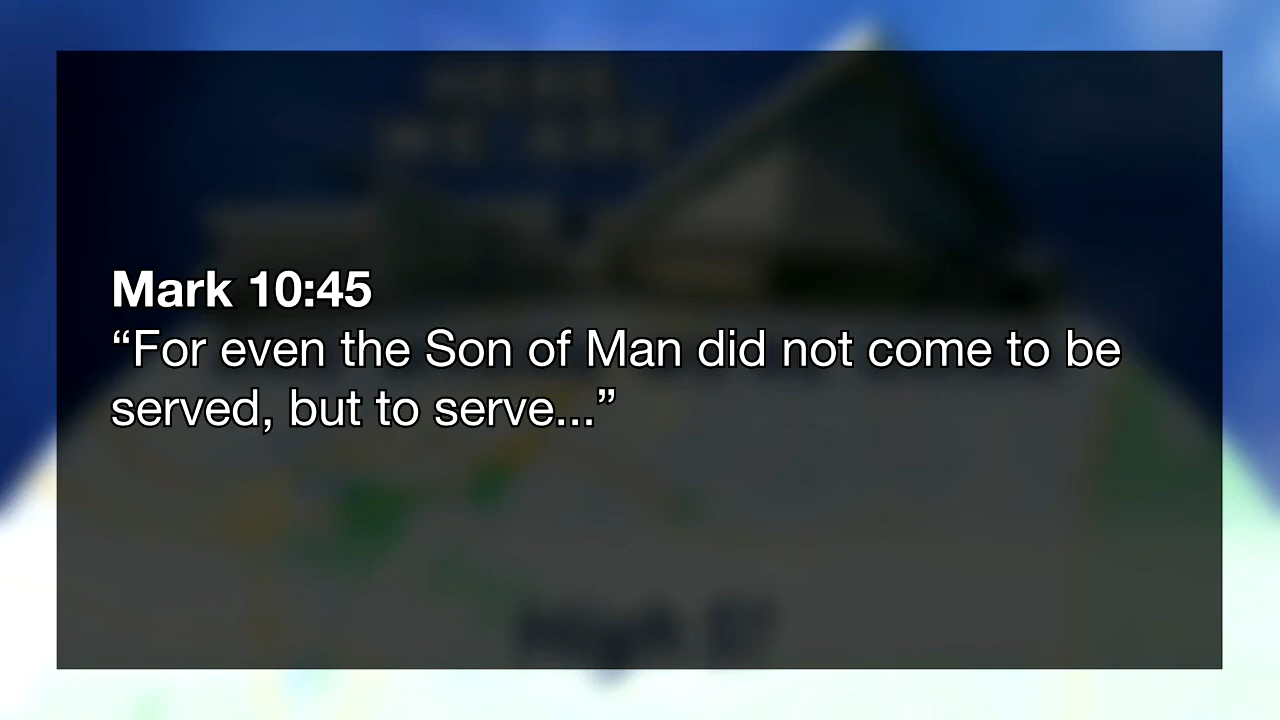 Mark 10:45
“For even the Son of Man did not come to be
served, but to serve...”